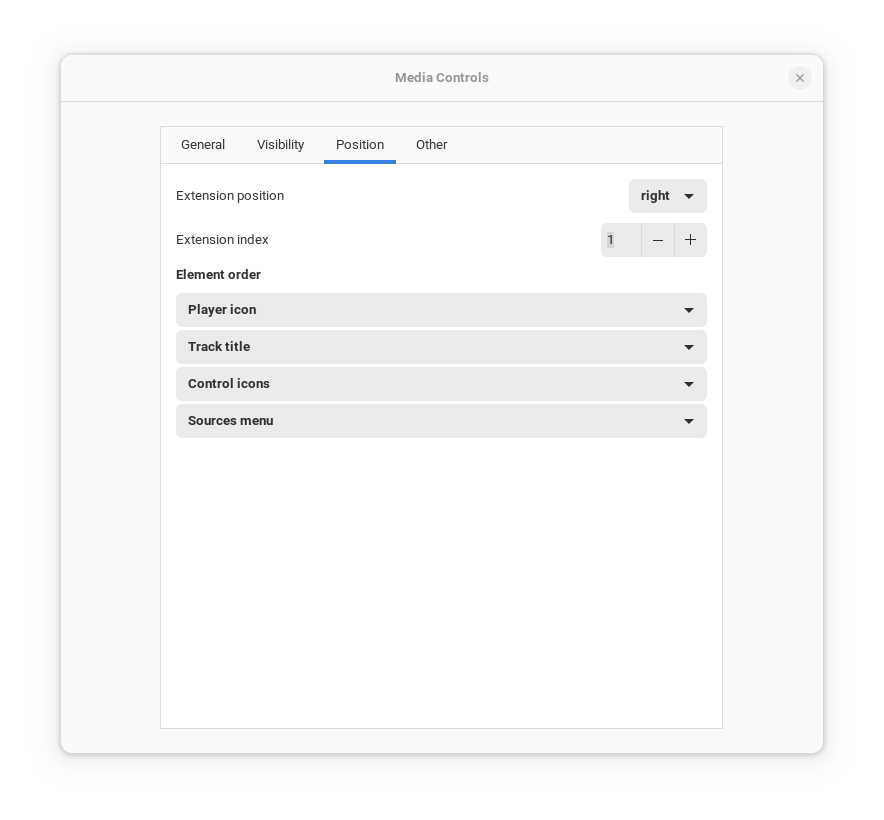 Media Controls
General Visibility Position Other
Extension position right
Extension index 1
Element order
Player icon
Track title
Control icons
Sources menu